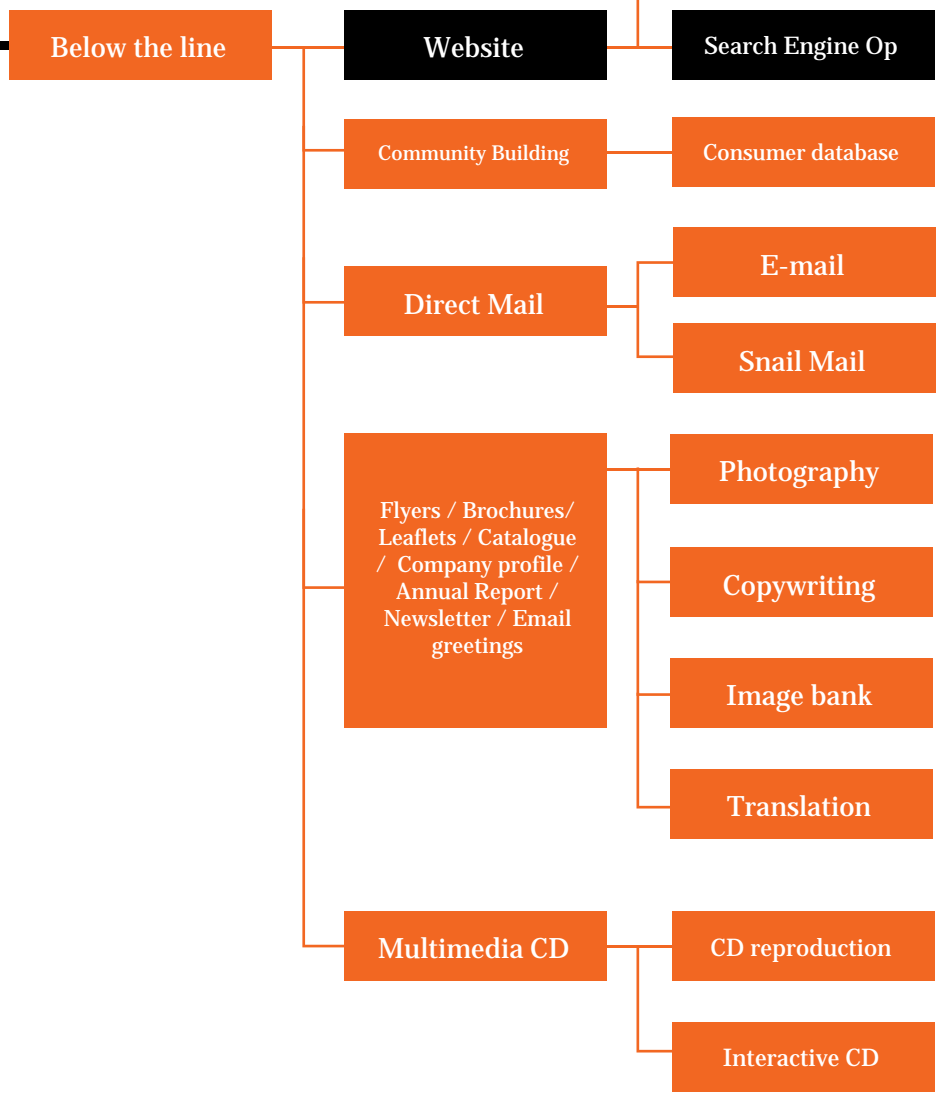 Below the line
Website
Search Engine Op
Community Building
Consumer database
Direct Mail
E-mail
Snail Mail
Flyers / Brochures/
Leaflets / Catalogue
/ Company profile /
Annual Report /
Newsletter / Email
greetings
Photography
Copywriting
Image bank
Translation
Multimedia CD
CD reproduction
Interactive CD